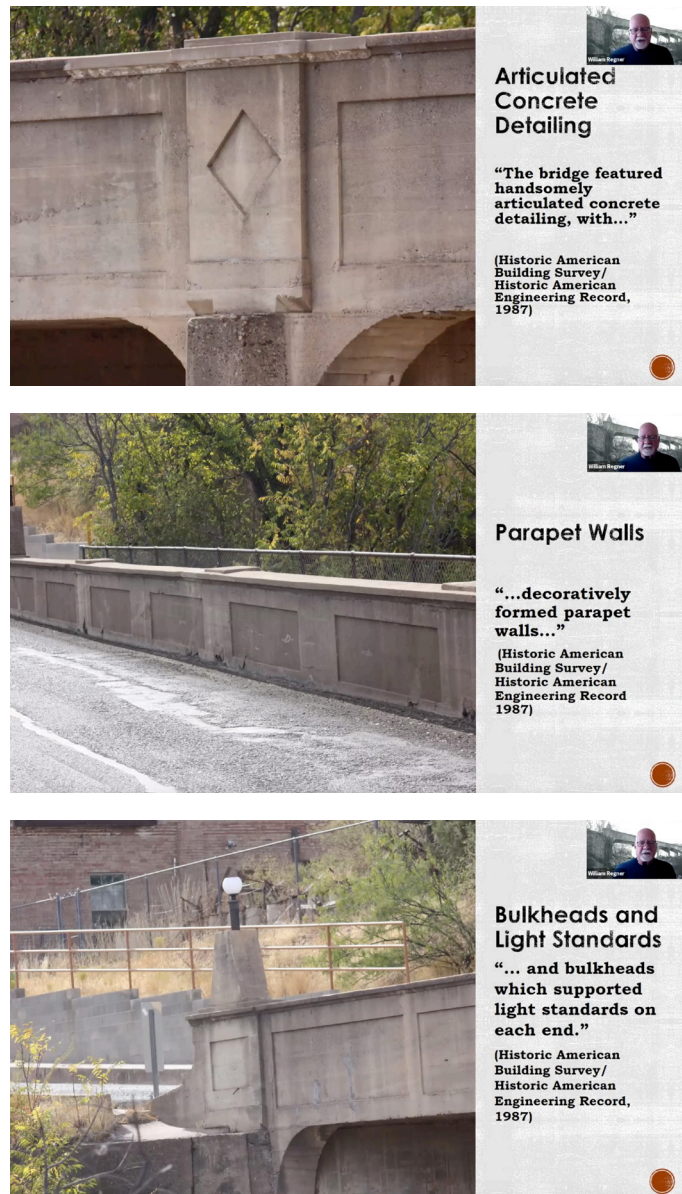 William Regner
Articulated
Concrete
Detailing
“The bridge featured
handsomely
articulated concrete
detailing, with...”
(Historic American
Building Survey/
Historic American
Engineering Record,
1987)
William Regner
Parapet Walls
“...decoratively
formed parapet
walls...”
(Historic American
Building Survey/
Historic American
Engineering Record
1987)
William Regner
Bulkheads and
Light Standards
“... and bulkheads
which supported
light standards on
each end.”
(Historic American
Building Survey/
Historic American
Engineering Record,
1987)